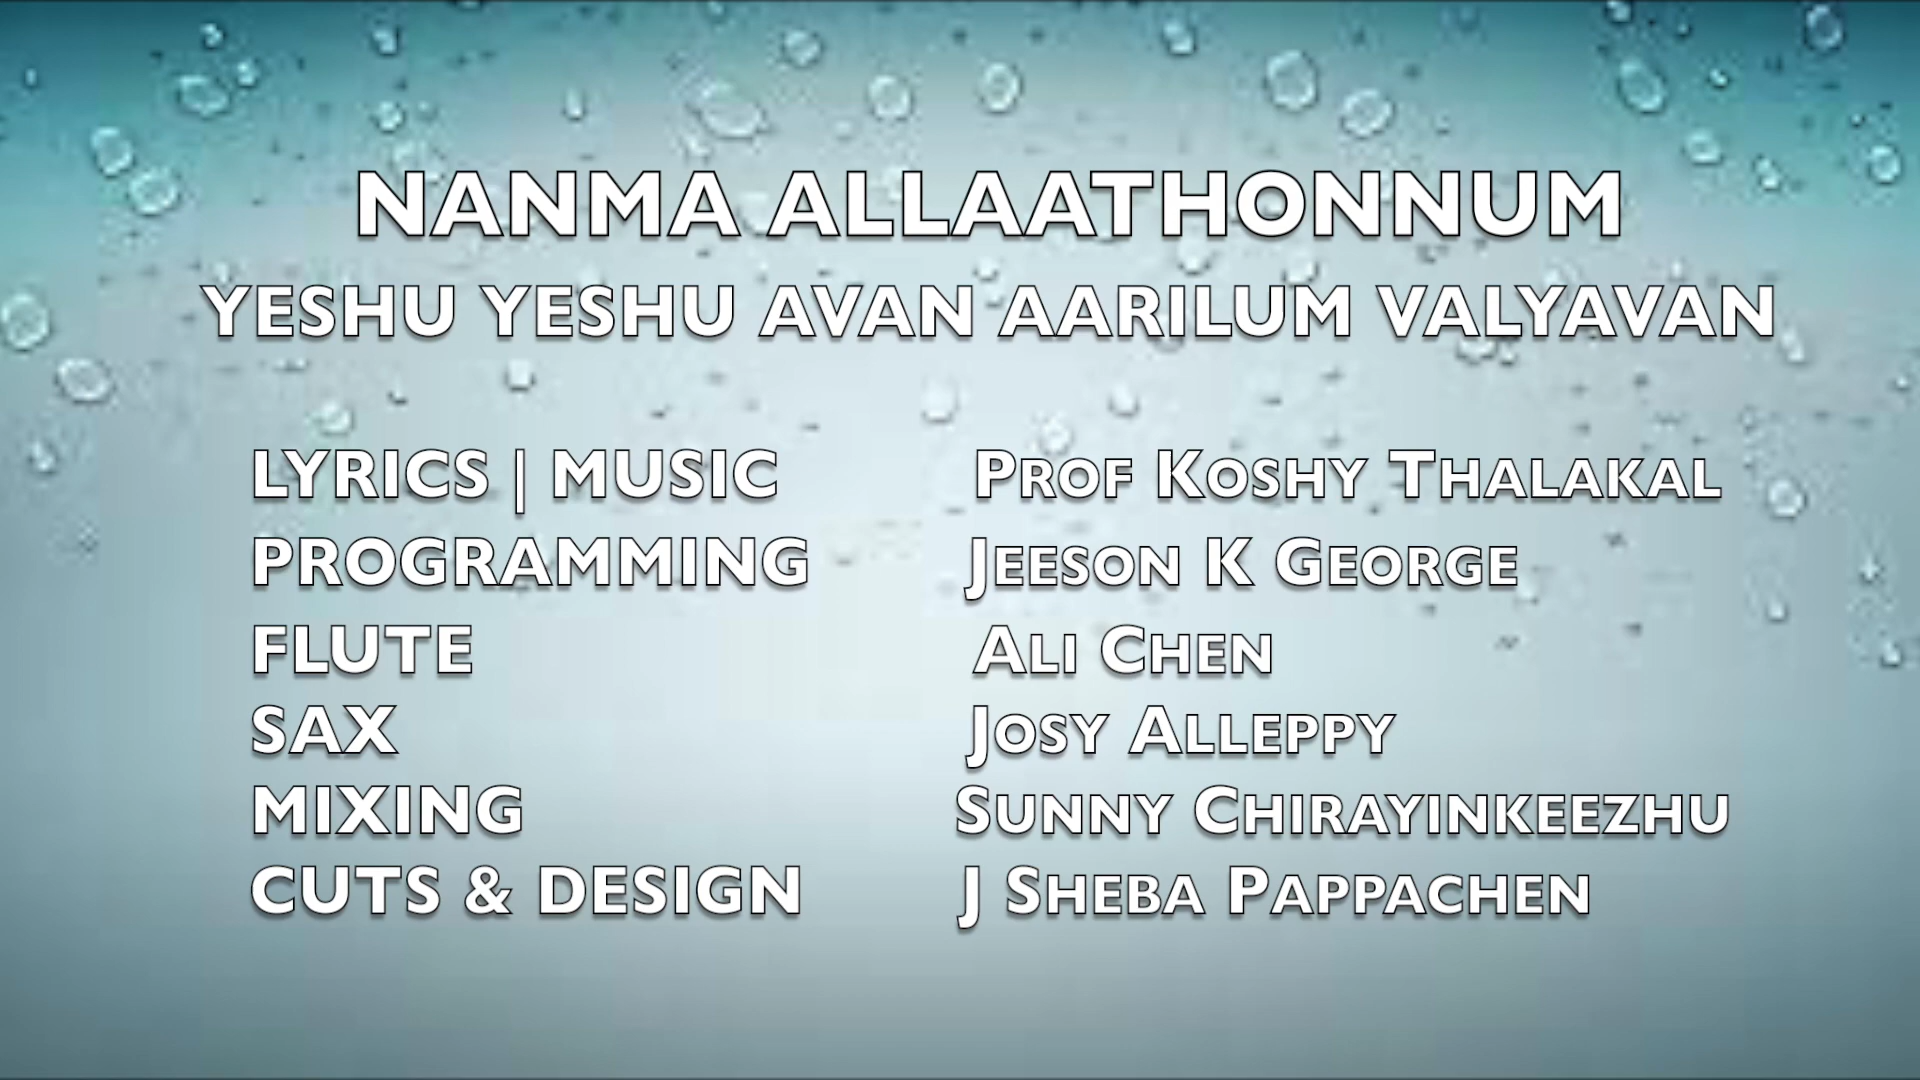 NANMA ALLAATHONNUM
YESHU YESHU AVAN AARILUM VALYAVAN
LYRICS | MUSIC PROF KOSHY THALAKAL
PROGRAMMING JEESON K GEORGE
FLUTE ALI CHEN
SAX JOSY ALLEPPY
MIXING SUNNY CHIRAYINKEEZHU
CUTS & DESIGN J SHEBA PAPPACHEN